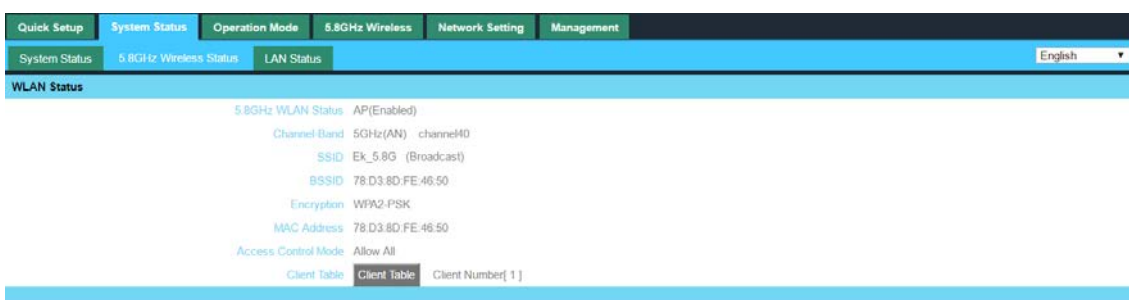 Quick Setup System Status Operation Mode 5.8GHz Wireless Network Setting Management
System Status 5.8GHz Wireless Status LAN Status English
WLAN Status
5.8GHz WLAN Status AP(Enabled)
Channel-Band 5GHz(AN) channel40
SSID Ek_5.8G (Broadcast)
BSSID 78:D3:8D:FE:46:50
Encryption WPA2-PSK
MAC Address 78:D3:8D:FE:46:50
Access Control Mode Allow All
Client Table Client Table Client Number[ 1 ]